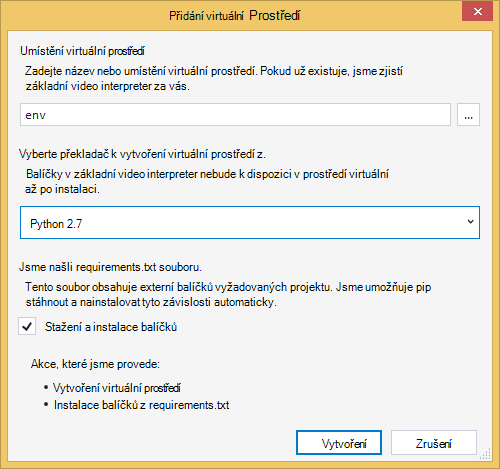 Přidání virtuální Prostředí
Umístění virtuální prostředí
Zadejte název nebo umístění virtuální prostředí. Pokud už existuje, jsme zjistí
základní video interpreter za vás.
env
...
Vyberte překladač k vytvoření virtuální prostředí z.
Balíčky v základní video interpreter nebude k dispozici v prostředí virtuální
až po instalaci.
Python 2.7
Jsme našli requirements.txt souboru.
Tento soubor obsahuje externí balíčků vyžadovaných projektu. Jsme umožňuje pip
stáhnout a nainstalovat tyto závislosti automaticky.
Stažení a instalace balíčků
Akce, které jsme provede:
• Vytvoření virtuální prostředí
• Instalace balíčků z requirements.txt
Vytvoření
Zrušení